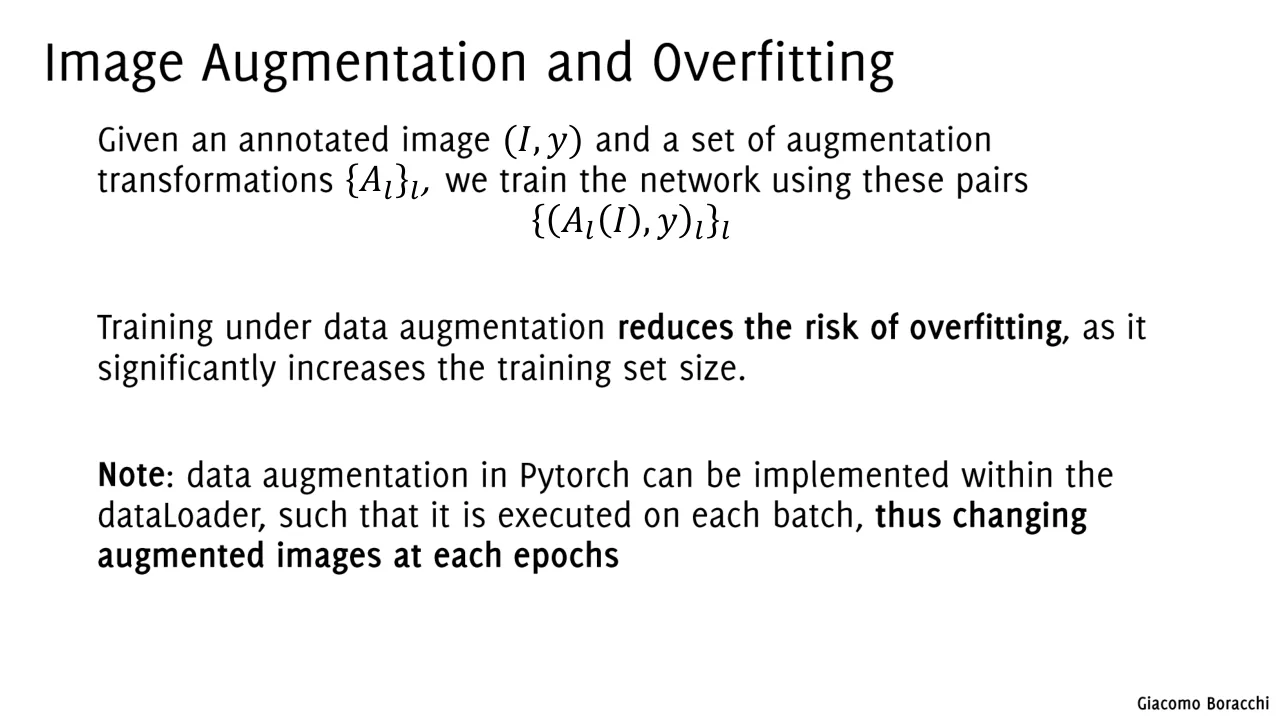 Image Augmentation and Overfitting
Given an annotated image (I, y) and a set of augmentation
transformations {A_l}_l, we train the network using these pairs
{(A_l(I), y)_l}_l
Training under data augmentation reduces the risk of overfitting, as it
significantly increases the training set size.
Note: data augmentation in Pytorch can be implemented within the
dataLoader, such that it is executed on each batch, thus changing
augmented images at each epochs
Giacomo Boracchi